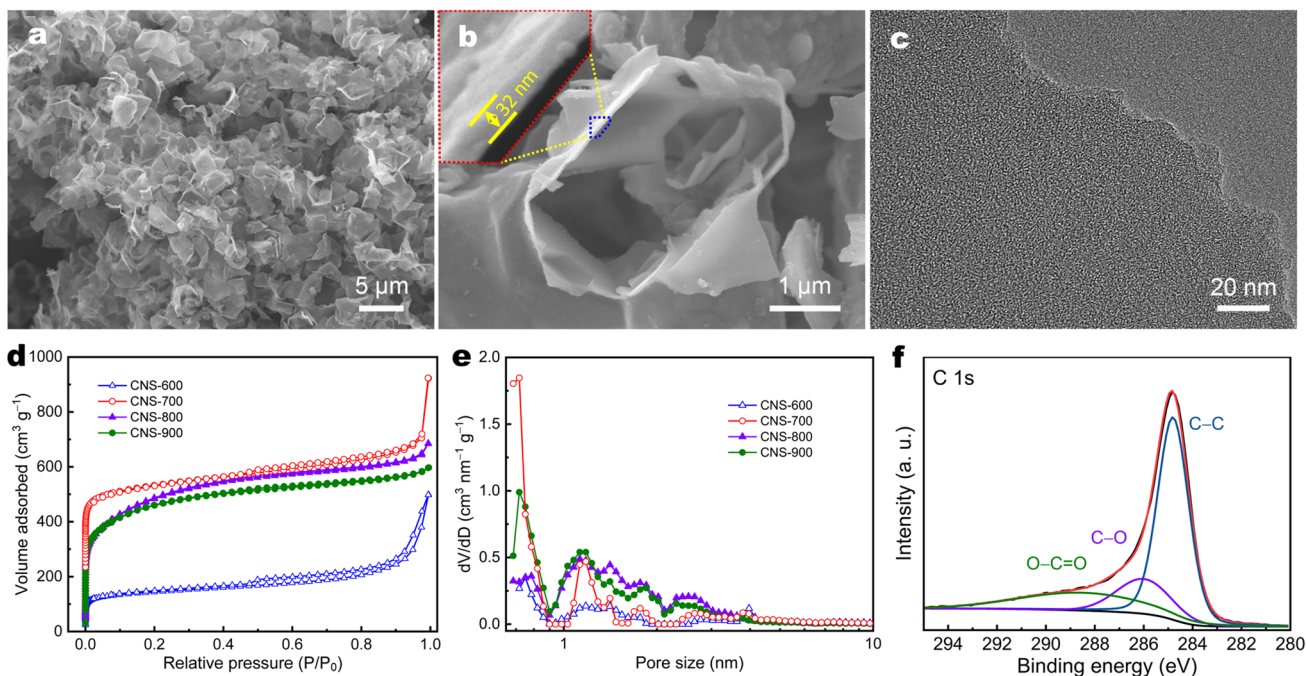 a
5 µm
b
32 nm
1 µm
c
20 nm
d
1000
800
600
400
200
0
Volume adsorbed (cm³ g⁻¹)
CNS-600
CNS-700
CNS-800
CNS-900
0.0 0.2 0.4 0.6 0.8 1.0
Relative pressure (P/P₀)
e
2.0
1.5
1.0
0.5
0.0
dV/dD (cm³ nm⁻¹ g⁻¹)
CNS-600
CNS-700
CNS-800
CNS-900
1 10
Pore size (nm)
f
C 1s
C–C
C–O
O–C=O
Intensity (a. u.)
294 292 290 288 286 284 282 280
Binding energy (eV)